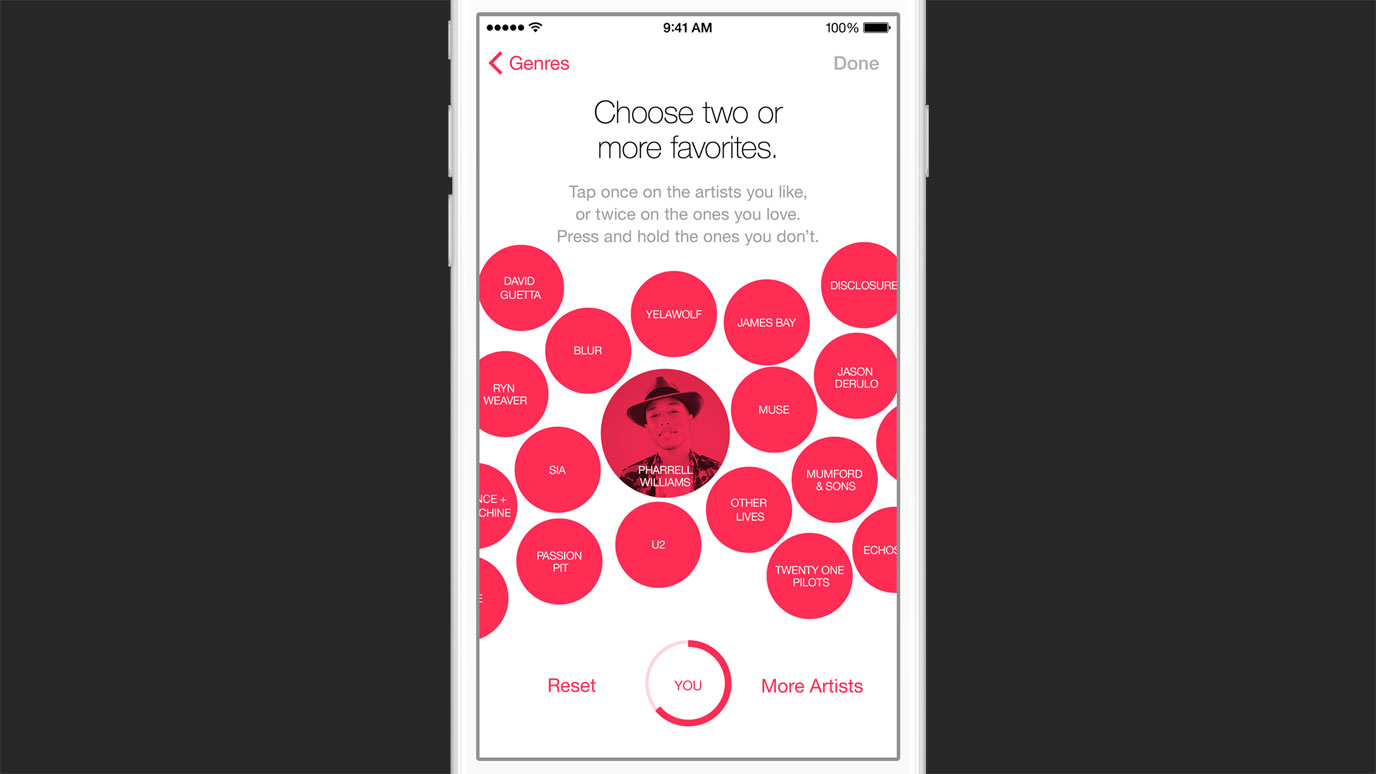 9:41 AM
100%
Genres
Done
Choose two or
more favorites.
Tap once on the artists you like,
or twice on the ones you love.
Press and hold the ones you don’t.
DAVID
GUETTA
DISCLOSURE
YELAWOLF
JAMES BAY
BLUR
JASON
DERULO
RYN
WEAVER
MUSE
SIA
PHARRELL
WILLIAMS
MUMFORD
& SONS
NCE +
CHINE
OTHER
LIVES
U2
ECHOS
PASSION
PIT
TWENTY ONE
PILOTS
E
Reset
YOU
More Artists